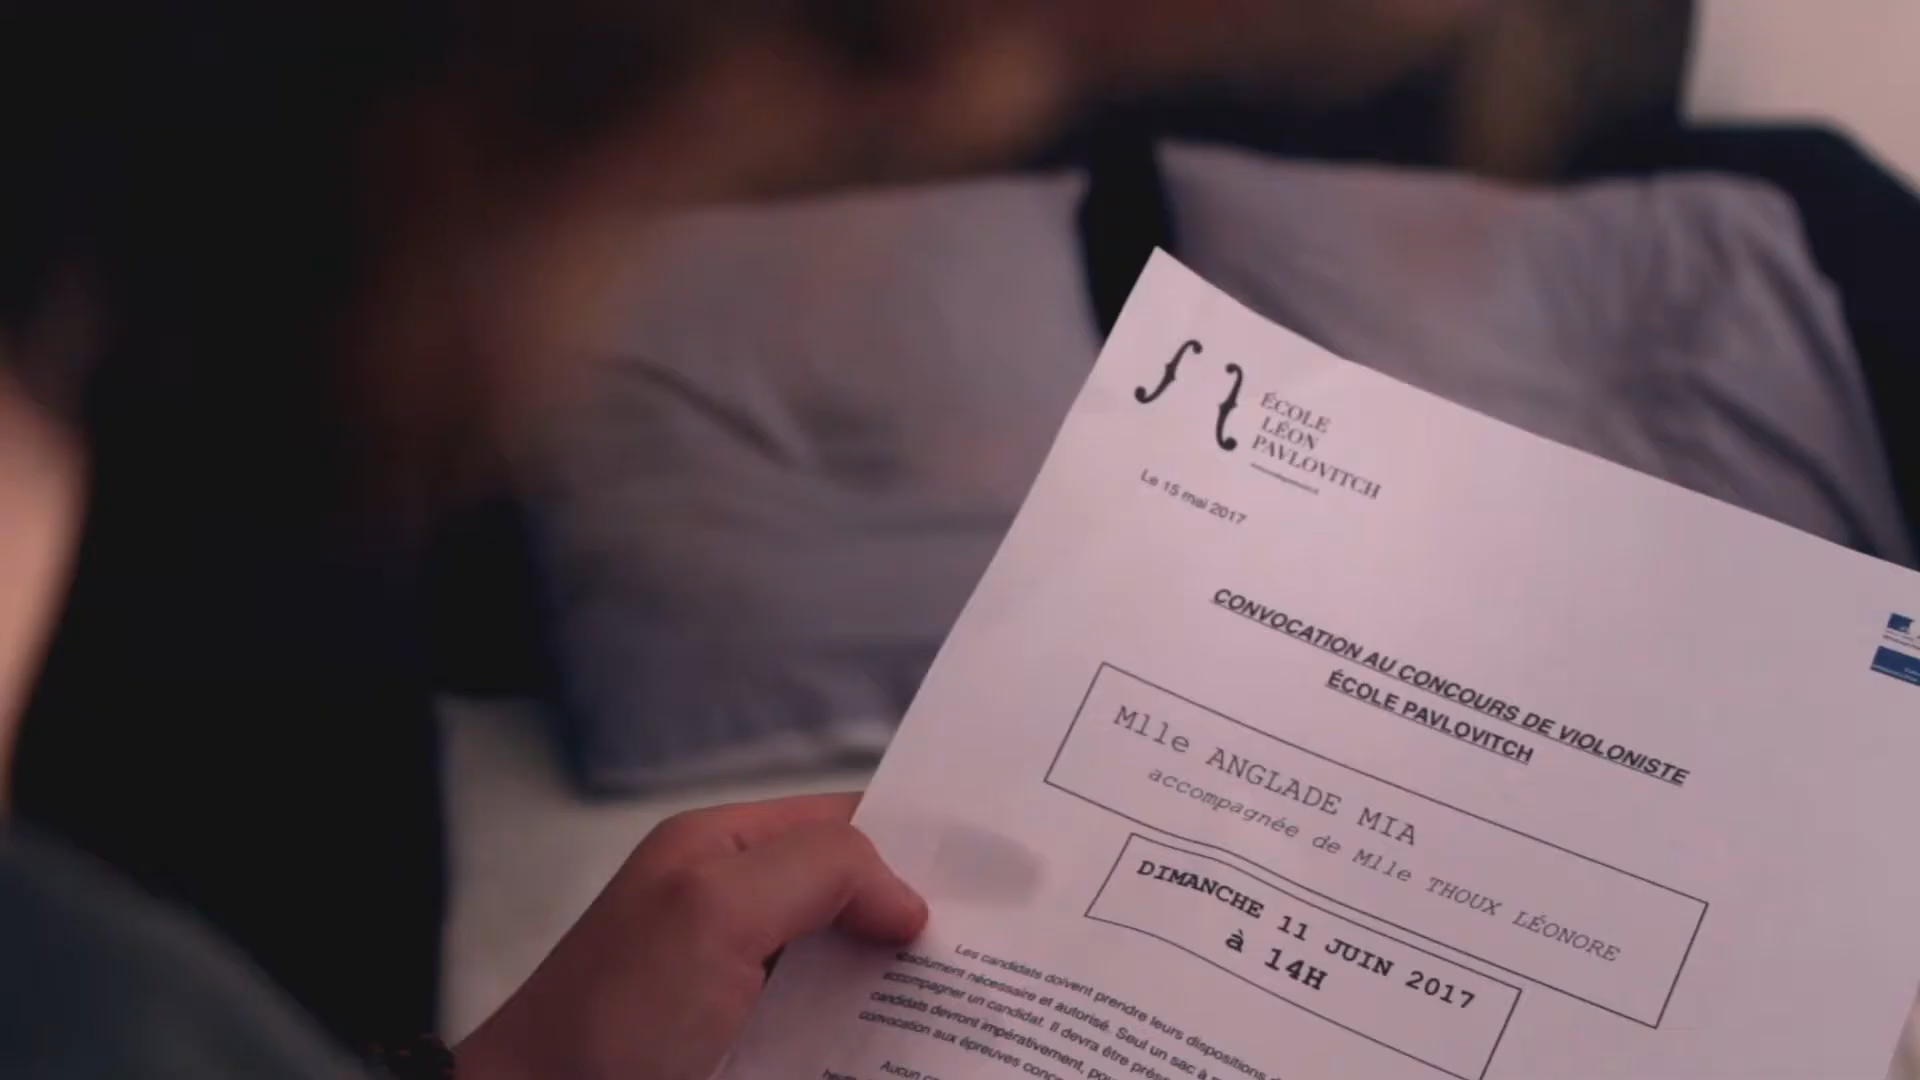 ÉCOLE
LÉON
PAVLOVITCH
Le 15 mai 2017
CONVOCATION AU CONCOURS DE VIOLONISTE
ÉCOLE PAVLOVITCH
Mlle ANGLADE MIA
accompagnée de Mlle THOUX LÉONORE
DIMANCHE 11 JUIN 2017
à 14H
Les candidats doivent prendre leurs dispositions
absolument nécessaire et autorisé. Seul un sac à
accompagner un candidat. Il devra être
candidats devront impérativement,
convocation aux épreuves
Aucun